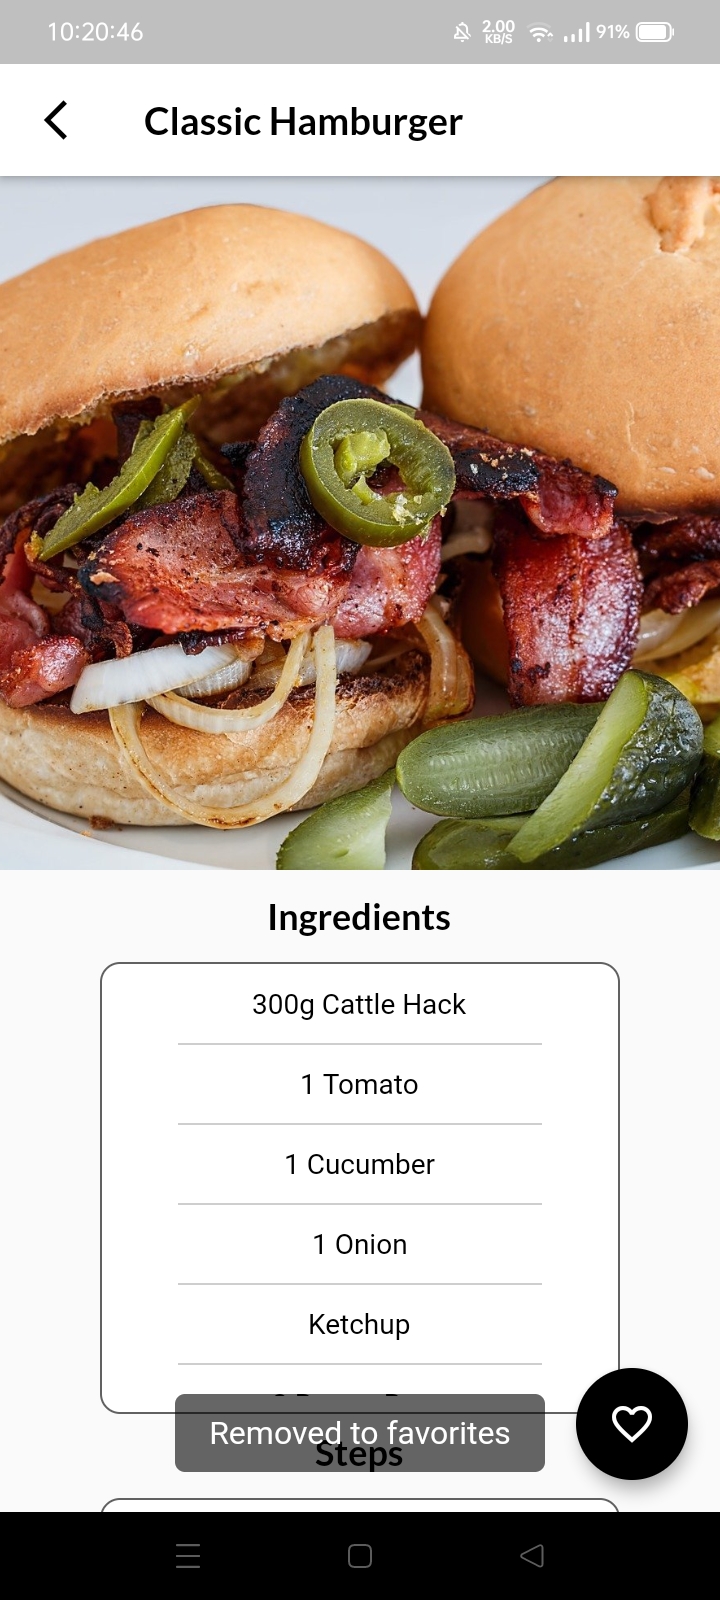 10:20:46
2.00
KB/S
91%
Classic Hamburger
Ingredients
300g Cattle Hack
1 Tomato
1 Cucumber
1 Onion
Ketchup
Removed to favorites
Steps